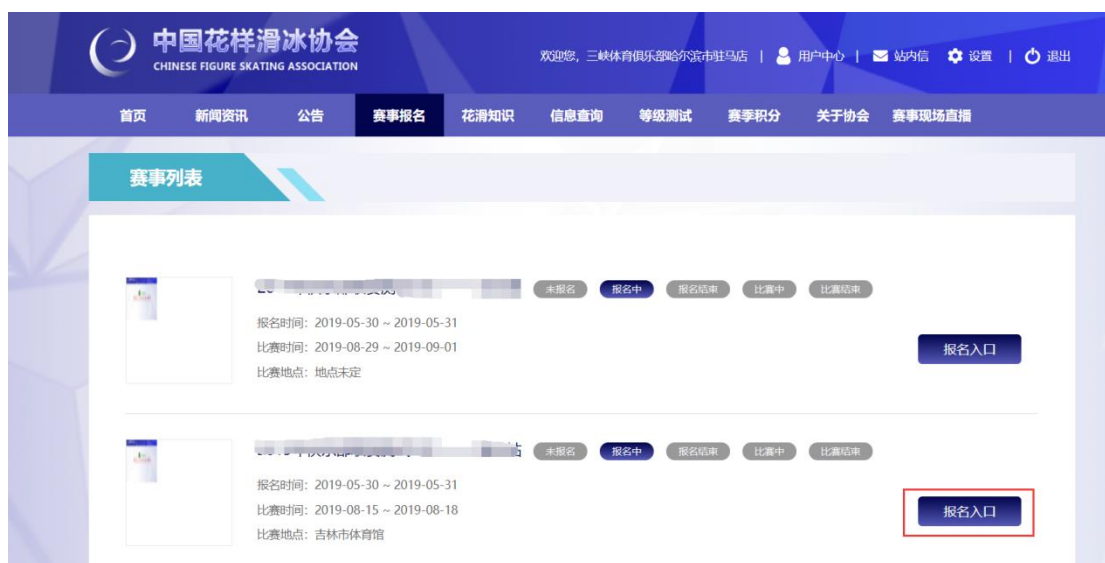 中国花样滑冰协会
CHINESE FIGURE SKATING ASSOCIATION
欢迎您，三峡体育俱乐部哈尔滨市驻马店 | 用户中心 | 站内信 设置 | 退出
首页 新闻资讯 公告 赛事报名 花滑知识 信息查询 等级测试 赛季积分 关于协会 赛事现场直播
赛事列表
未报名 报名中 报名结束 比赛中 比赛结束
报名时间：2019-05-30 ~ 2019-05-31
比赛时间：2019-08-29 ~ 2019-09-01
报名入口
比赛地点：地点未定
站 未报名 报名中 报名结束 比赛中 比赛结束
报名时间：2019-05-30 ~ 2019-05-31
比赛时间：2019-08-15 ~ 2019-08-18
报名入口
比赛地点：吉林市体育馆